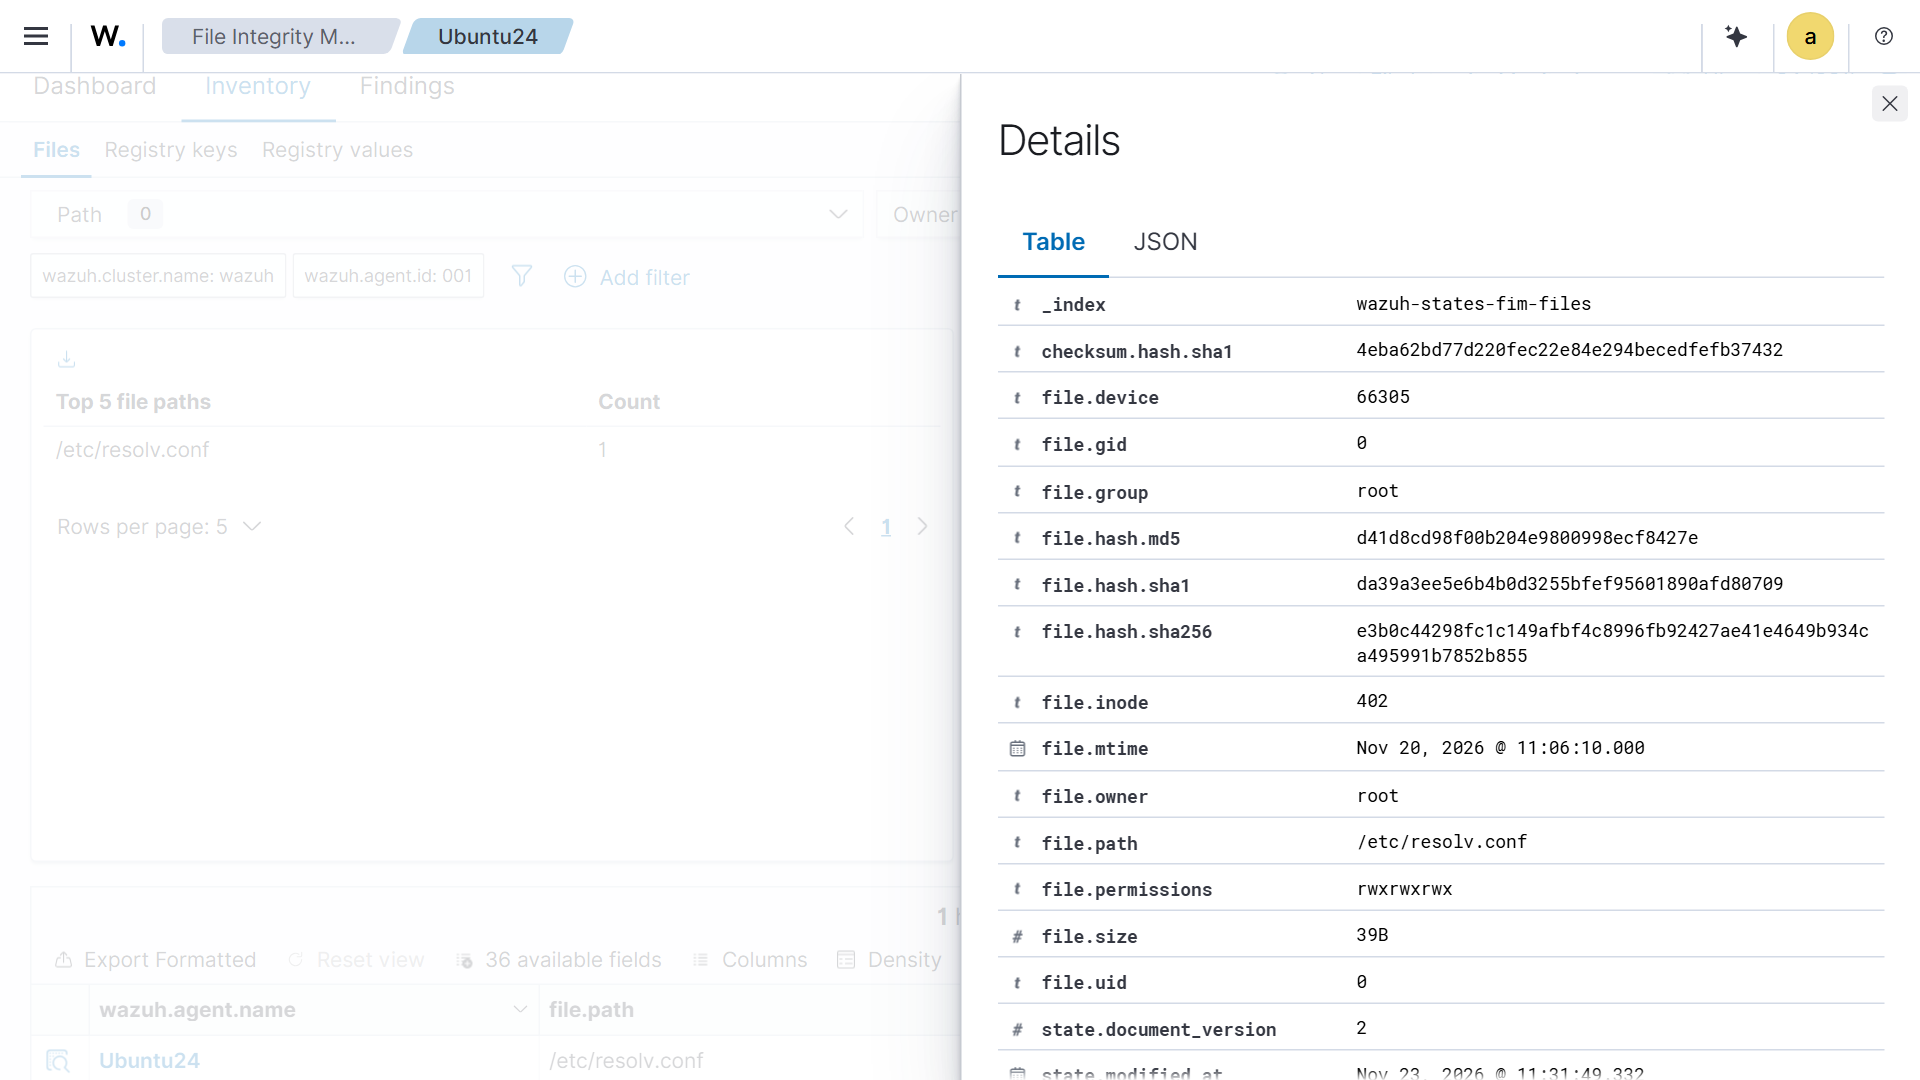 W.
File Integrity M...
Ubuntu24
a
Dashboard
Inventory
Findings
Files
Registry keys
Registry values
Path
0
Owner
wazuh.cluster.name: wazuh
wazuh.agent.id: 001
Add filter
Top 5 file paths
Count
/etc/resolv.conf
1
Rows per page: 5
1
1
Export Formatted
Reset view
36 available fields
Columns
Density
wazuh.agent.name
file.path
Ubuntu24
/etc/resolv.conf
Details
Table
JSON
t _index wazuh-states-fim-files
t checksum.hash.sha1 4eba62bd77d220fec22e84e294becedfefb37432
t file.device 66305
t file.gid 0
t file.group root
t file.hash.md5 d41d8cd98f00b204e9800998ecf8427e
t file.hash.sha1 da39a3ee5e6b4b0d3255bfef95601890afd80709
t file.hash.sha256 e3b0c44298fc1c149afbf4c8996fb92427ae41e4649b934c
a495991b7852b855
t file.inode 402
file.mtime Nov 20, 2026 @ 11:06:10.000
t file.owner root
t file.path /etc/resolv.conf
t file.permissions rwxrwxrwx
# file.size 39B
t file.uid 0
# state.document_version 2
state.modified_at Nov 23, 2026 @ 11:31:49.332